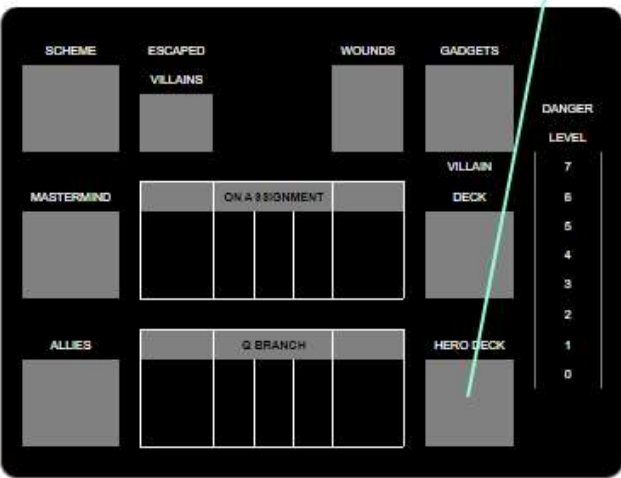 SCHEME
ESCAPED
VILLAINS
WOUNDS
GADGETS
DANGER
LEVEL
7
6
5
4
3
2
1
0
VILLAIN
DECK
MASTERMIND
ON ASSIGNMENT
ALLIES
Q BRANCH
HERO DECK